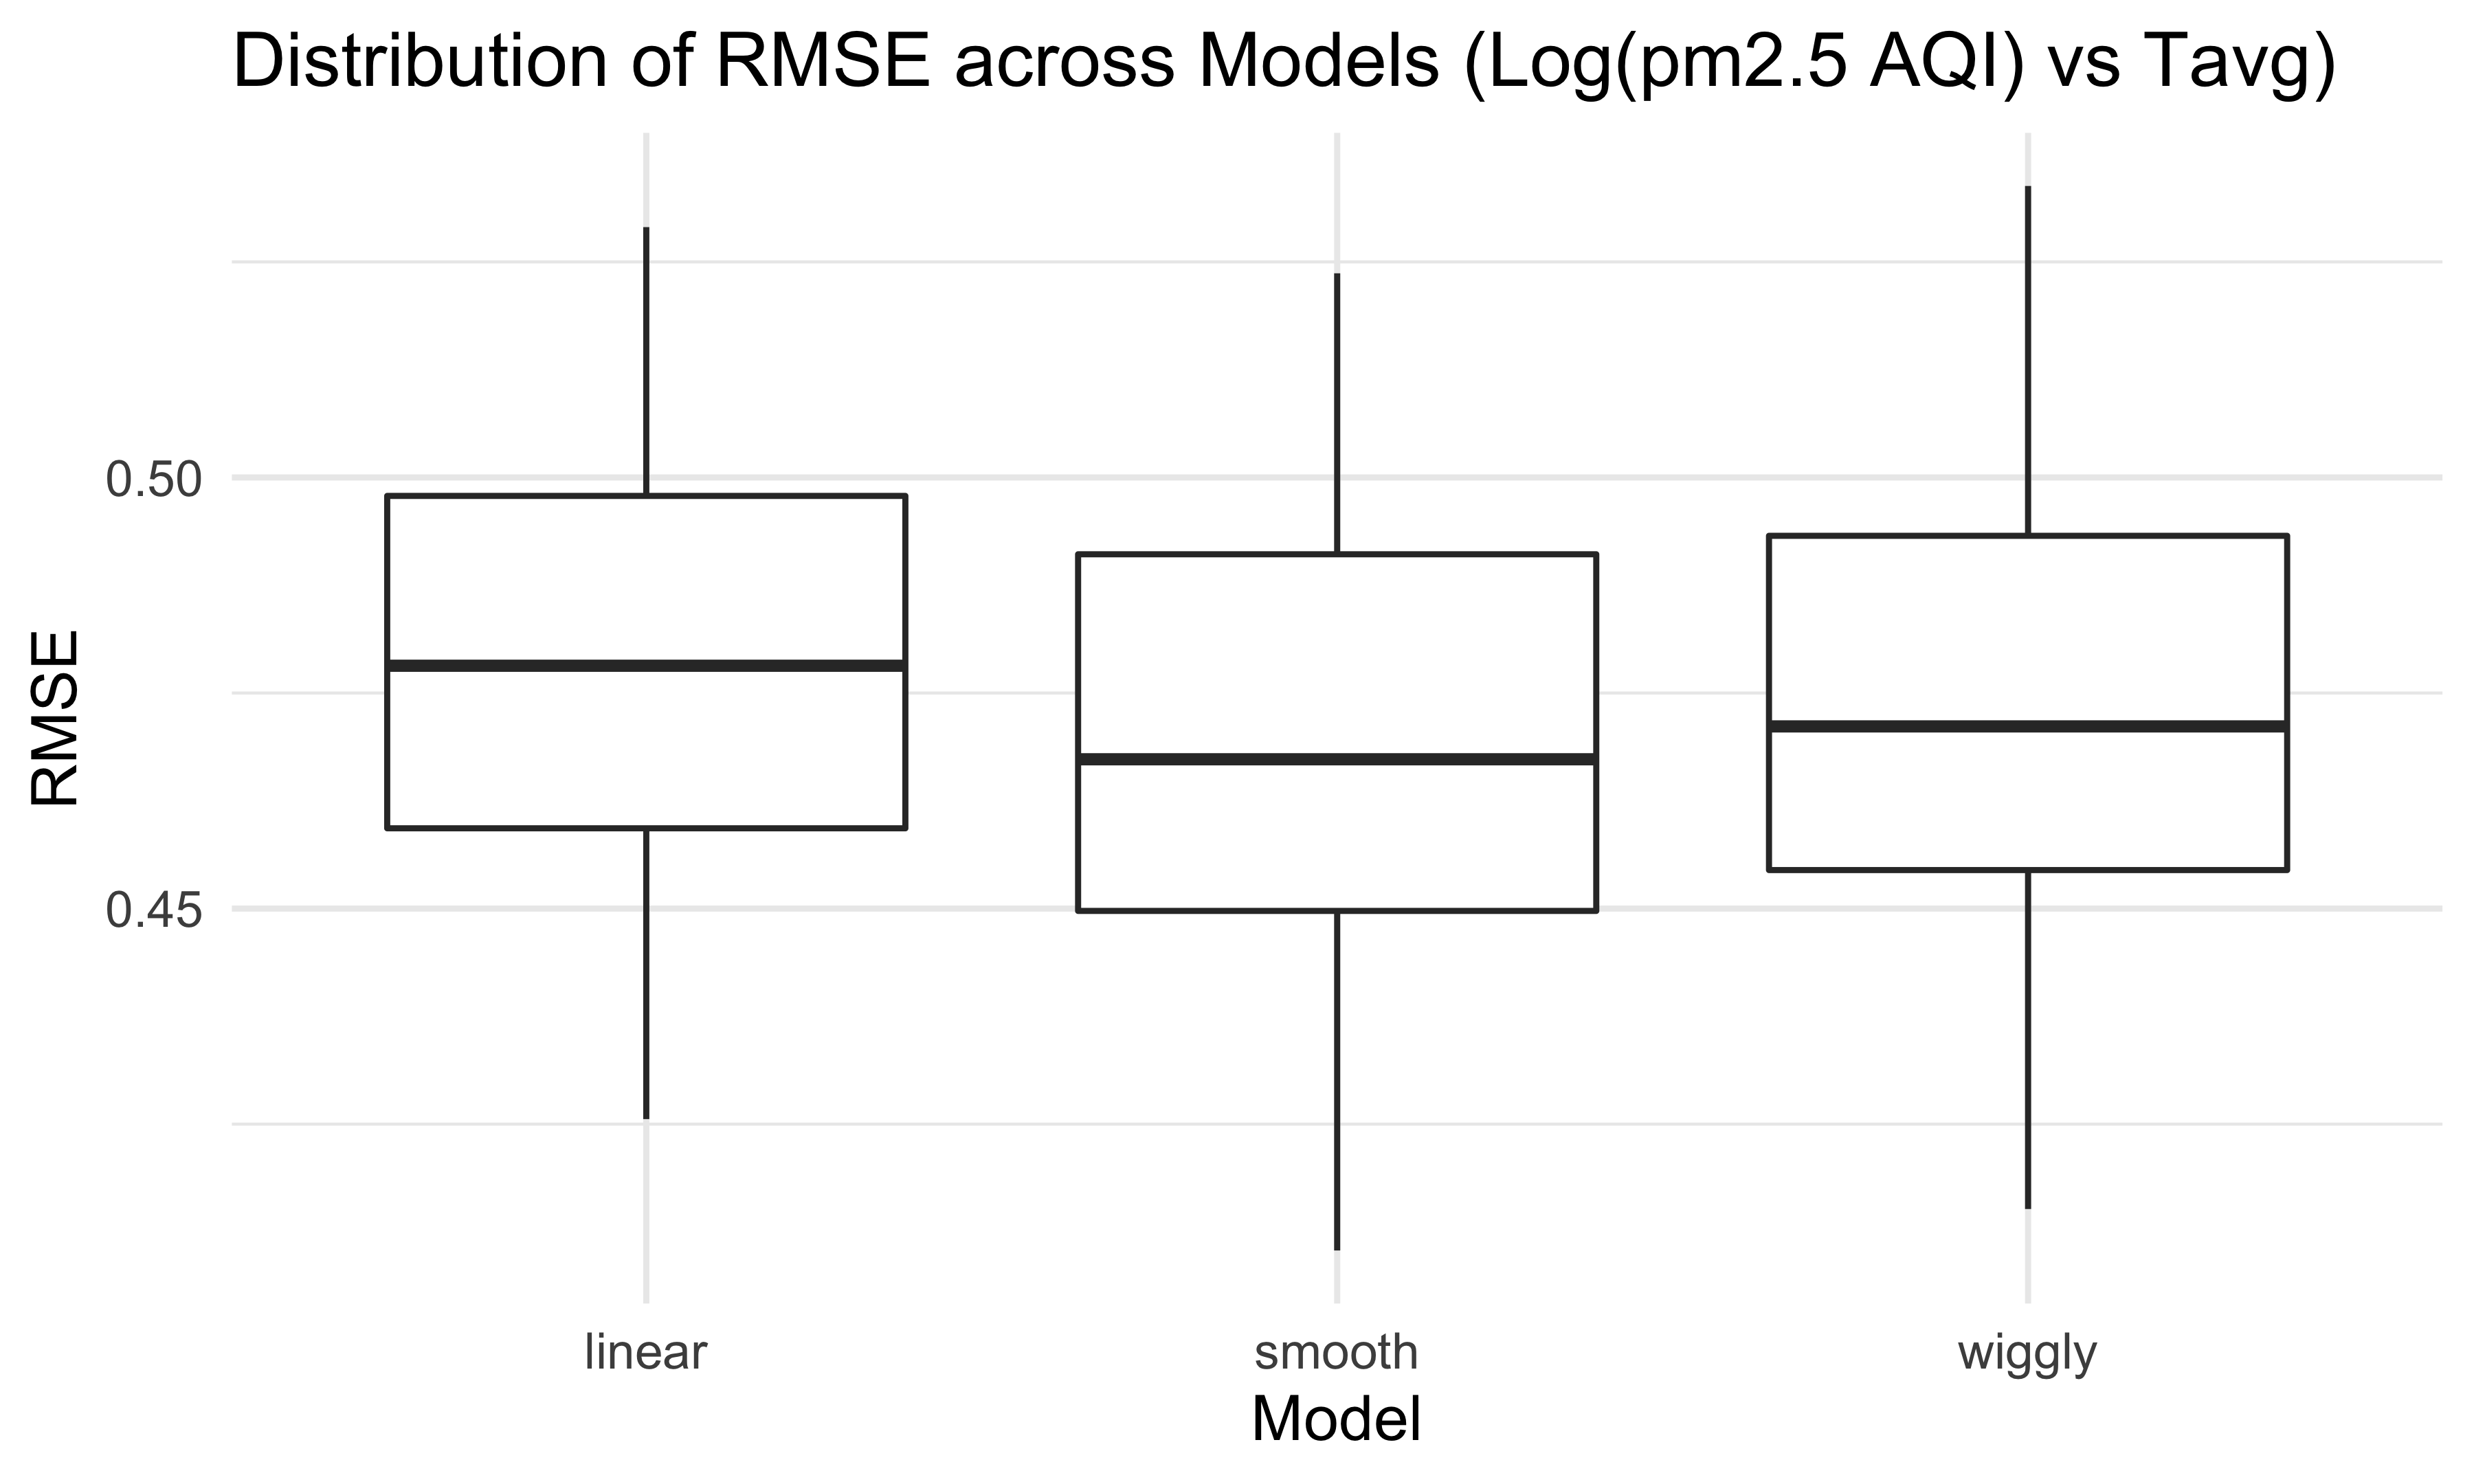 Distribution of RMSE across Models (Log(pm2.5 AQI) vs Tavg)
RMSE
0.50
0.45
linear
smooth
wiggly
Model